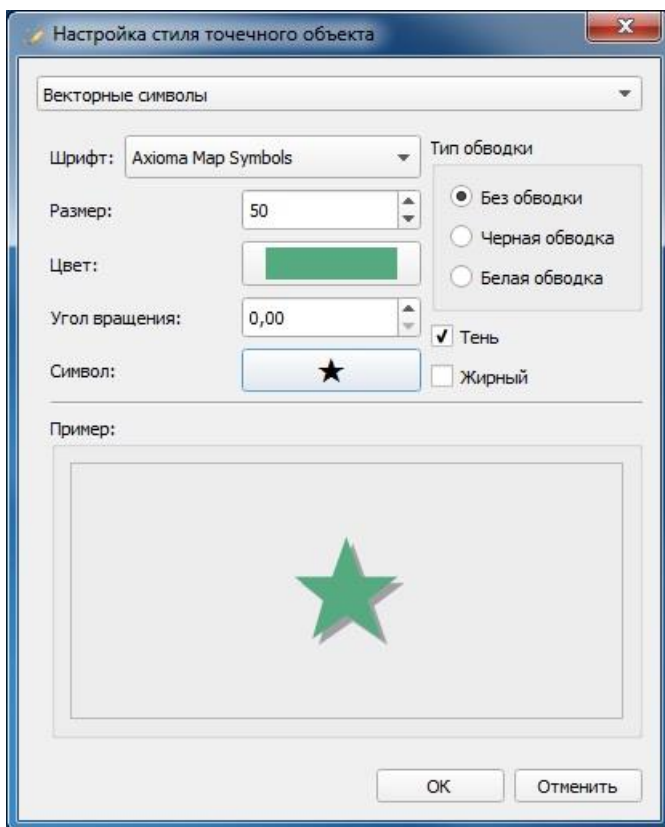 Настройка стиля точечного объекта
Векторные символы
Шрифт: Axioma Map Symbols
Тип обводки
Размер: 50
Без обводки
Черная обводка
Цвет:
Белая обводка
Угол вращения: 0,00
Тень
Символ: ★
Жирный
Пример:
OK Отменить